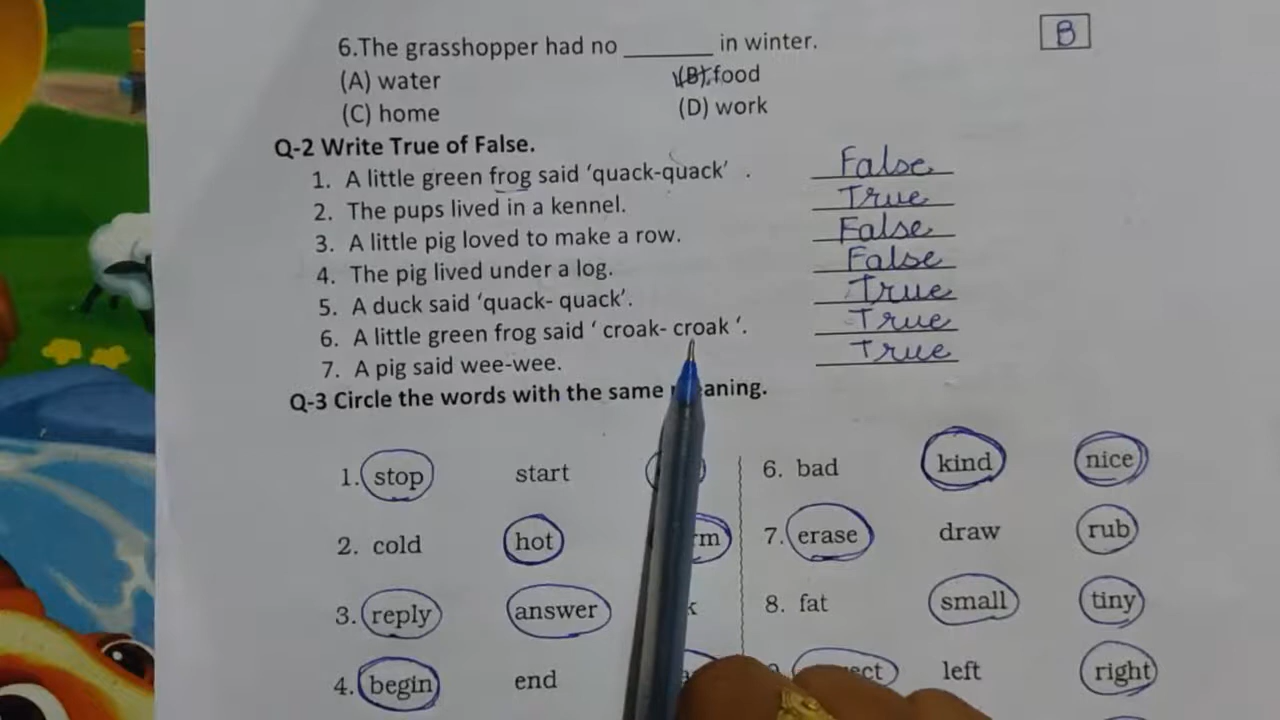 6.The grasshopper had no _______ in winter. B
(A) water (B) food
(C) home (D) work
Q-2 Write True of False.
1. A little green frog said ‘quack-quack’ . False
2. The pups lived in a kennel. True
3. A little pig loved to make a row. False
4. The pig lived under a log. False
5. A duck said ‘quack- quack’. True
6. A little green frog said ‘ croak- croak ‘. True
7. A pig said wee-wee. True
Q-3 Circle the words with the same
1. stop start 6. bad kind nice
2. cold hot 7. erase draw rub
3. reply answer 8. fat small tiny
4. begin end left right